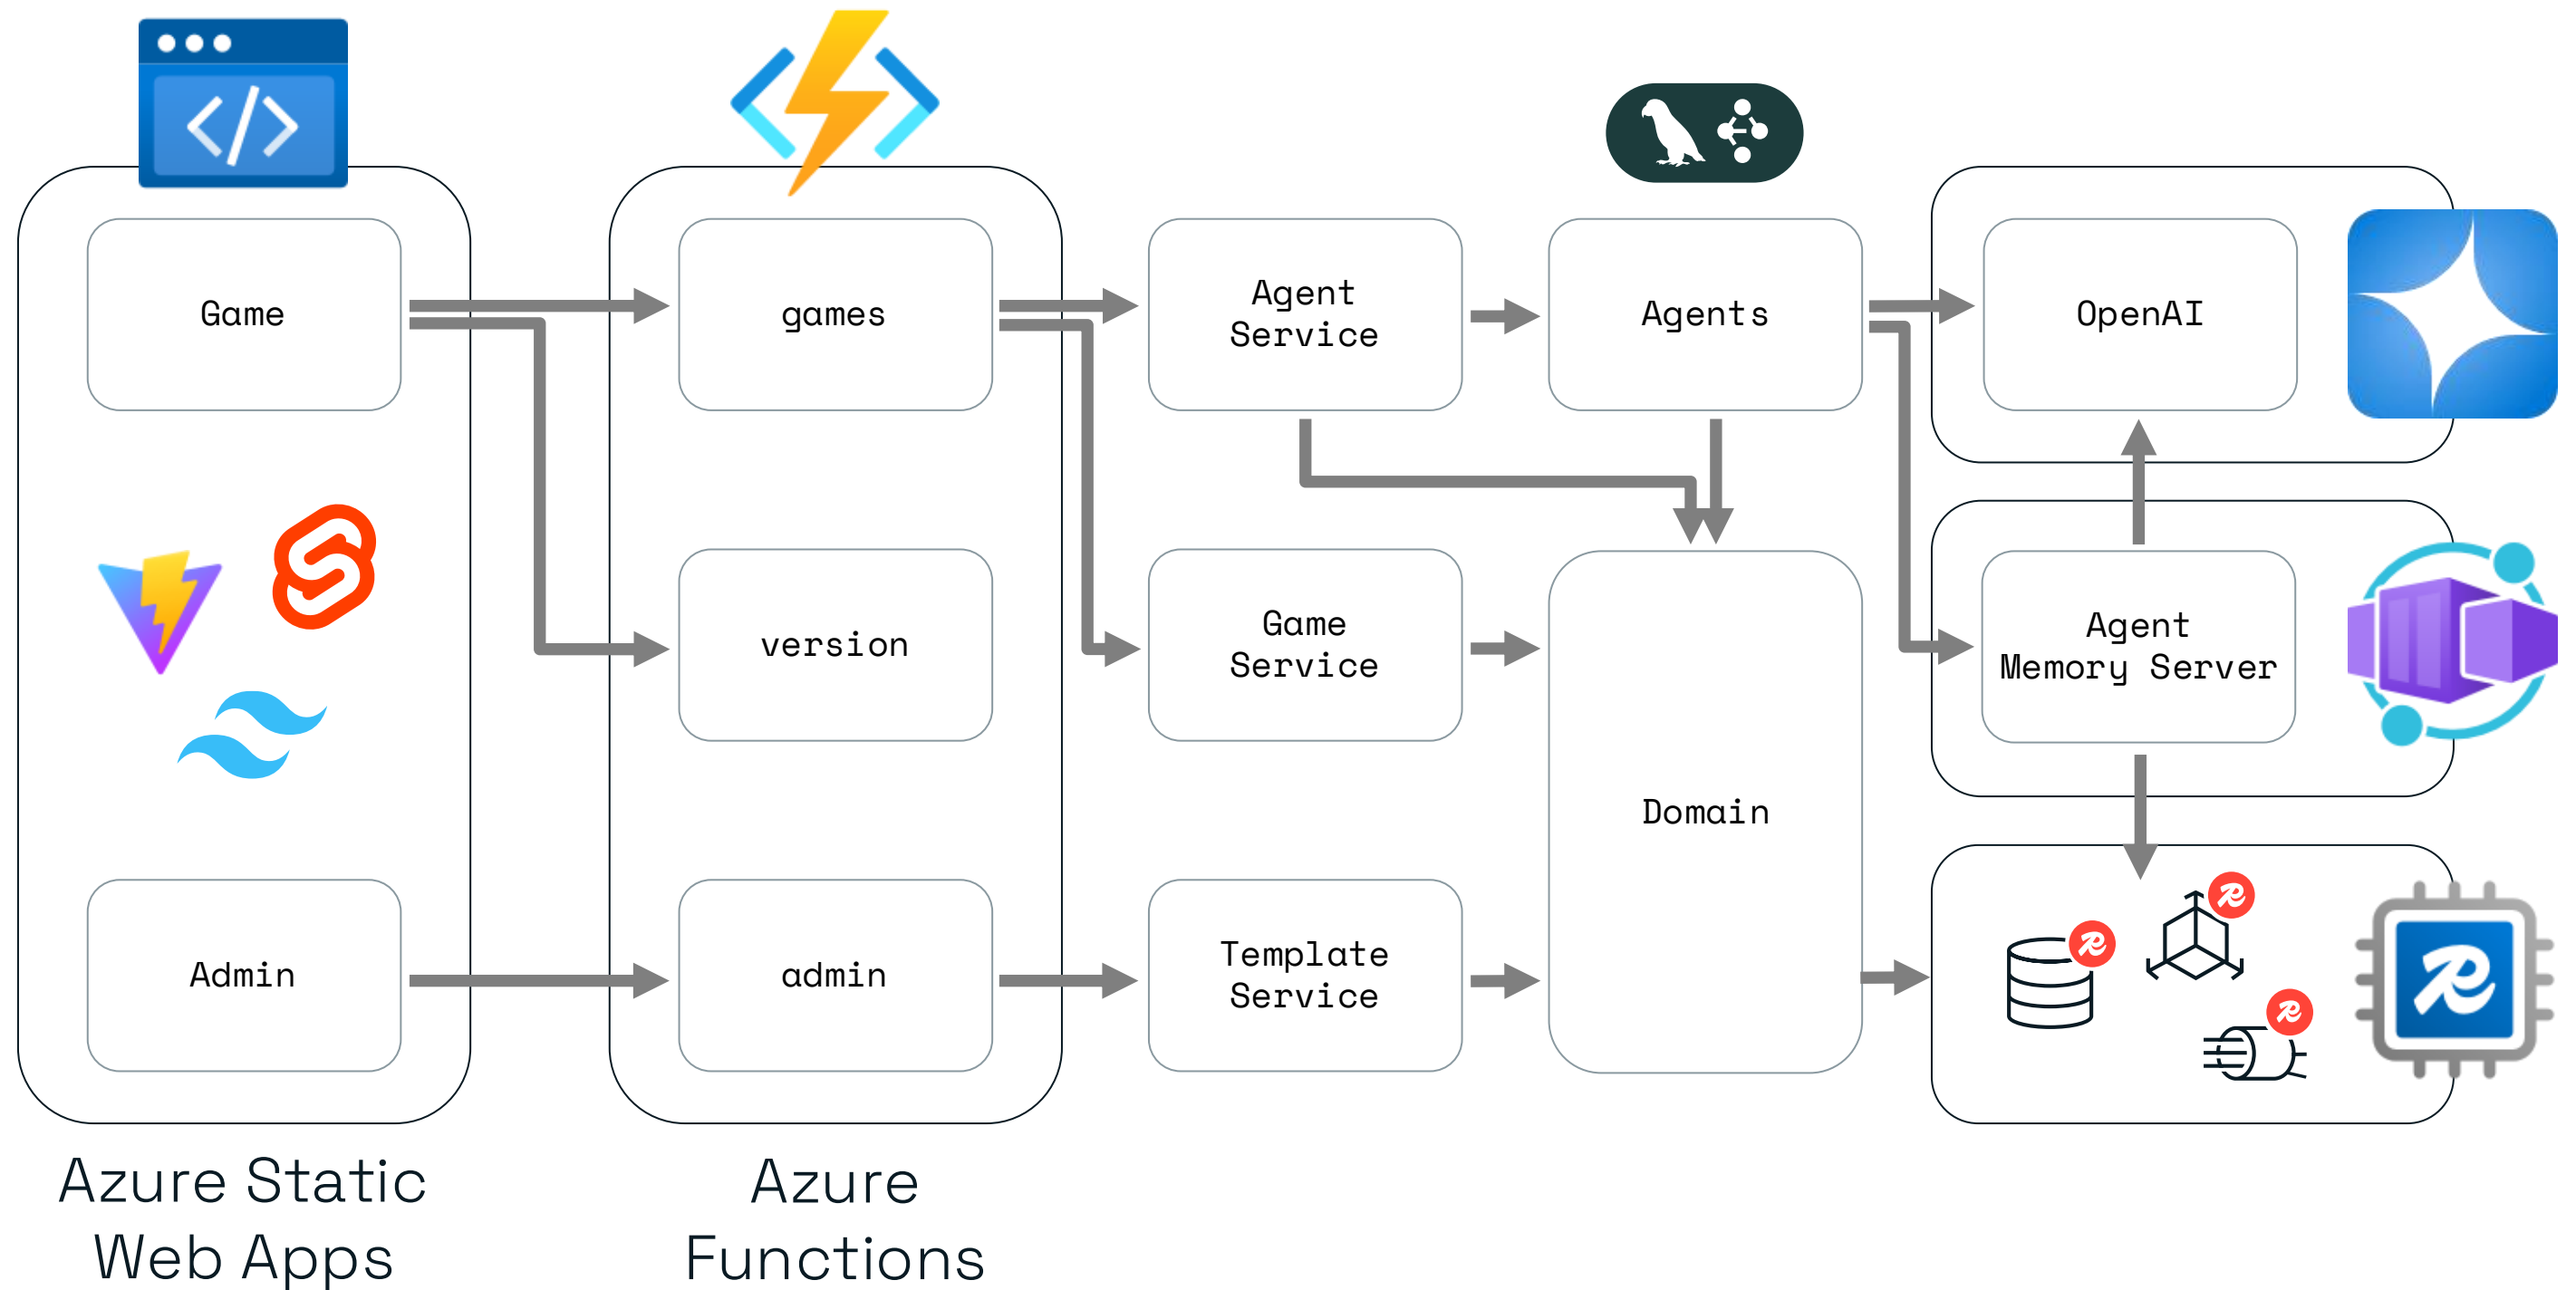 Game
games
Agent
Service
Agents
OpenAI
version
Game
Service
Agent
Memory Server
Domain
Admin
admin
Template
Service
Azure Static
Web Apps
Azure
Functions